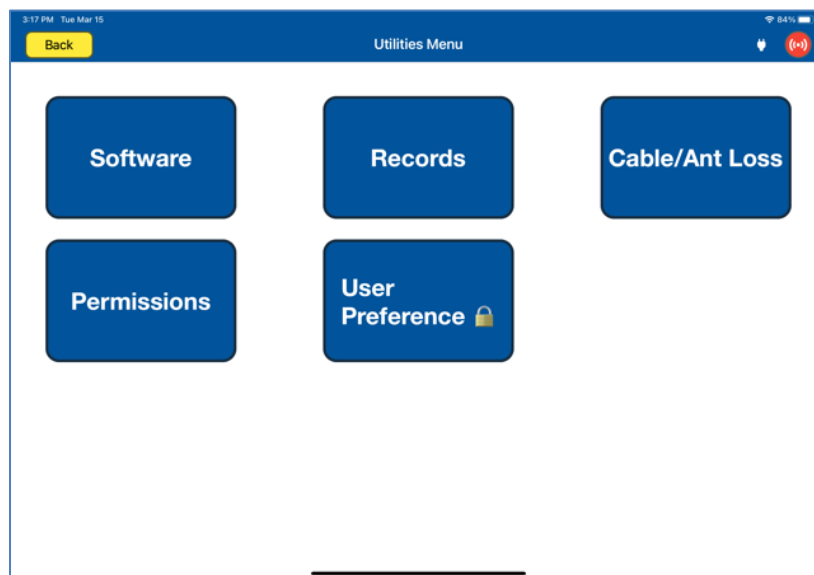 3:17 PM Tue Mar 15
84%
Back
Utilities Menu
Software
Records
Cable/Ant Loss
Permissions
User
Preference